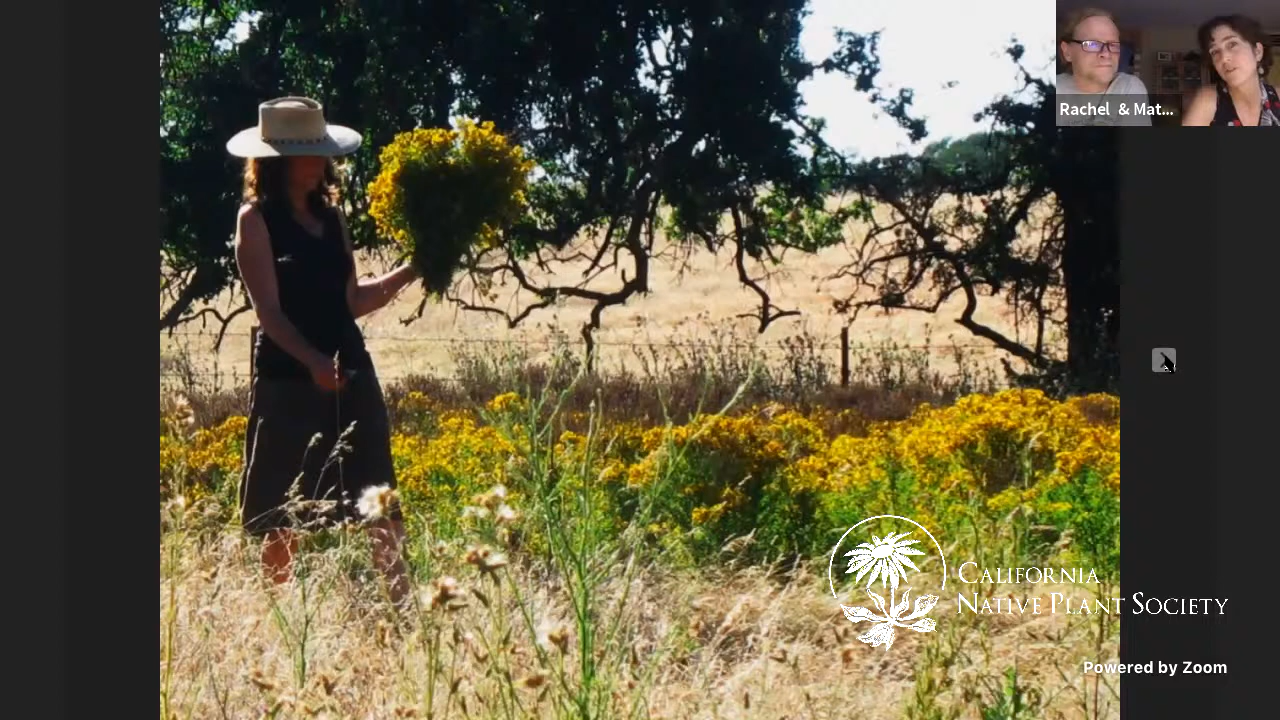 Rachel & Mat...
CALIFORNIA
NATIVE PLANT SOCIETY
Powered by Zoom